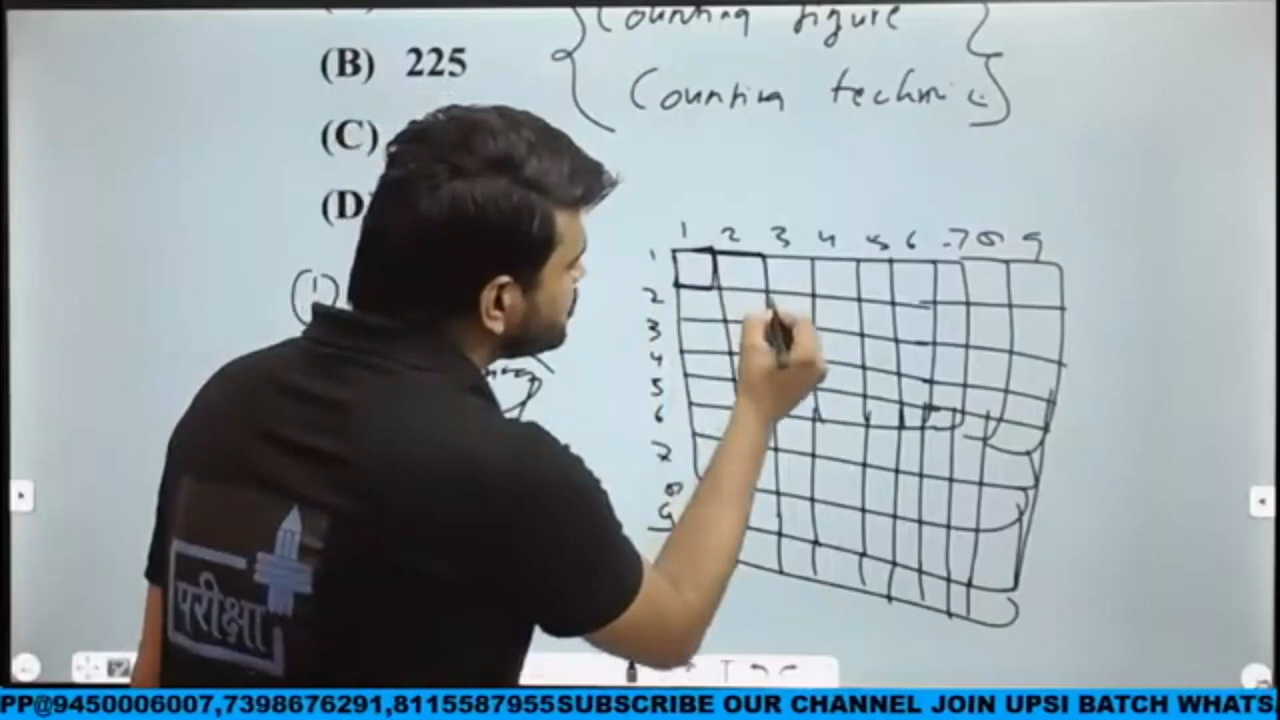 Counting figure
(B) 225
Counting technic
(C)
(D)
(1)
1 2 3 4 5 6 7 8 9
1
2
3
4
5
6
7
8
9
परीक्षा
PP@9450006007,7398676291,8115587955SUBSCRIBE OUR CHANNEL JOIN UPSI BATCH WHATS